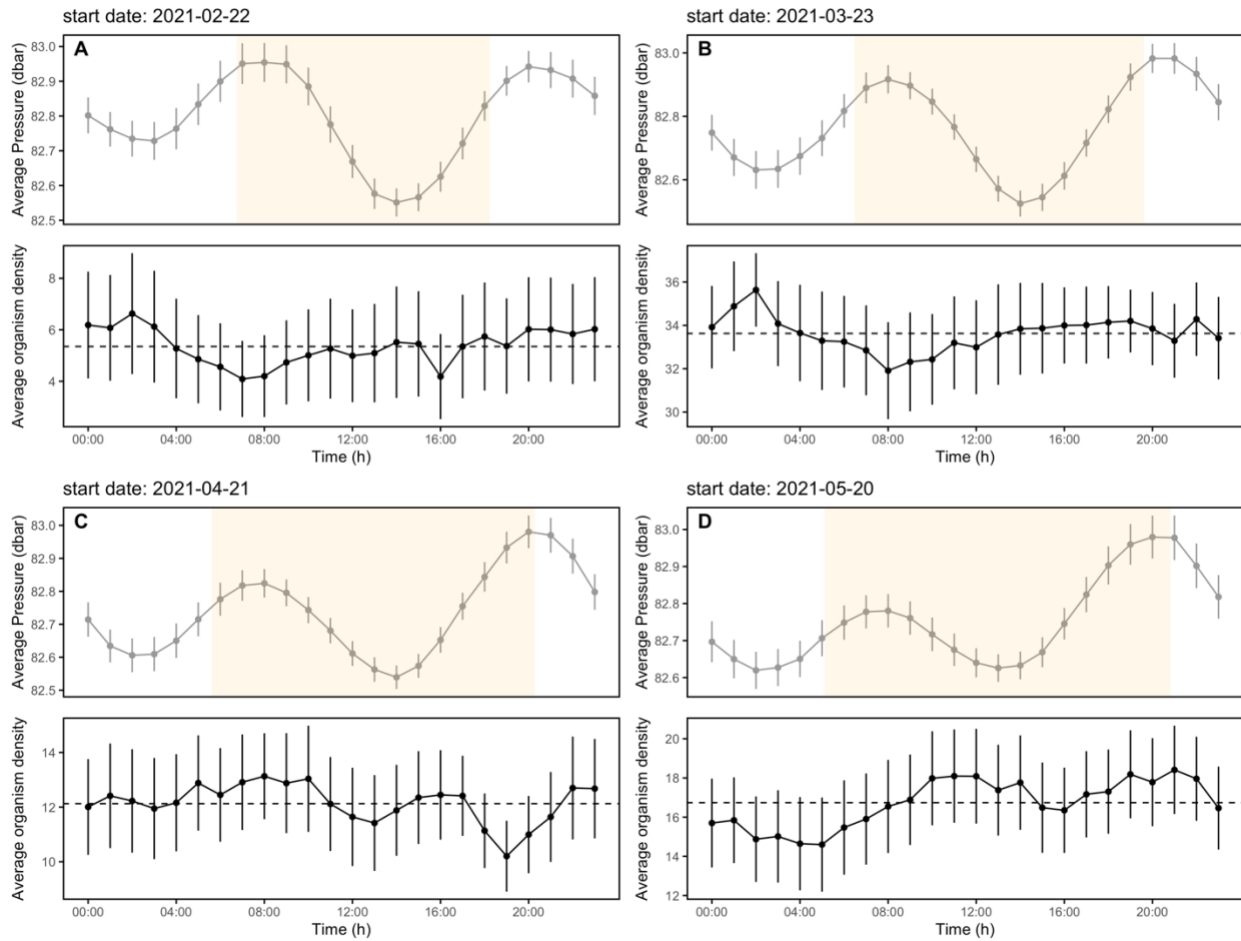 start date: 2021-02-22
A
Average Pressure (dbar)
83.0
82.9
82.8
82.7
82.6
82.5
Average organism density
8
6
4
00:00 04:00 08:00 12:00 16:00 20:00
Time (h)
start date: 2021-03-23
B
Average Pressure (dbar)
83.0
82.8
82.6
Average organism density
36
34
32
30
00:00 04:00 08:00 12:00 16:00 20:00
Time (h)
start date: 2021-04-21
C
Average Pressure (dbar)
83.0
82.9
82.8
82.7
82.6
82.5
Average organism density
14
12
10
00:00 04:00 08:00 12:00 16:00 20:00
Time (h)
start date: 2021-05-20
D
Average Pressure (dbar)
83.0
82.9
82.8
82.7
82.6
Average organism density
20
18
16
14
12
00:00 04:00 08:00 12:00 16:00 20:00
Time (h)